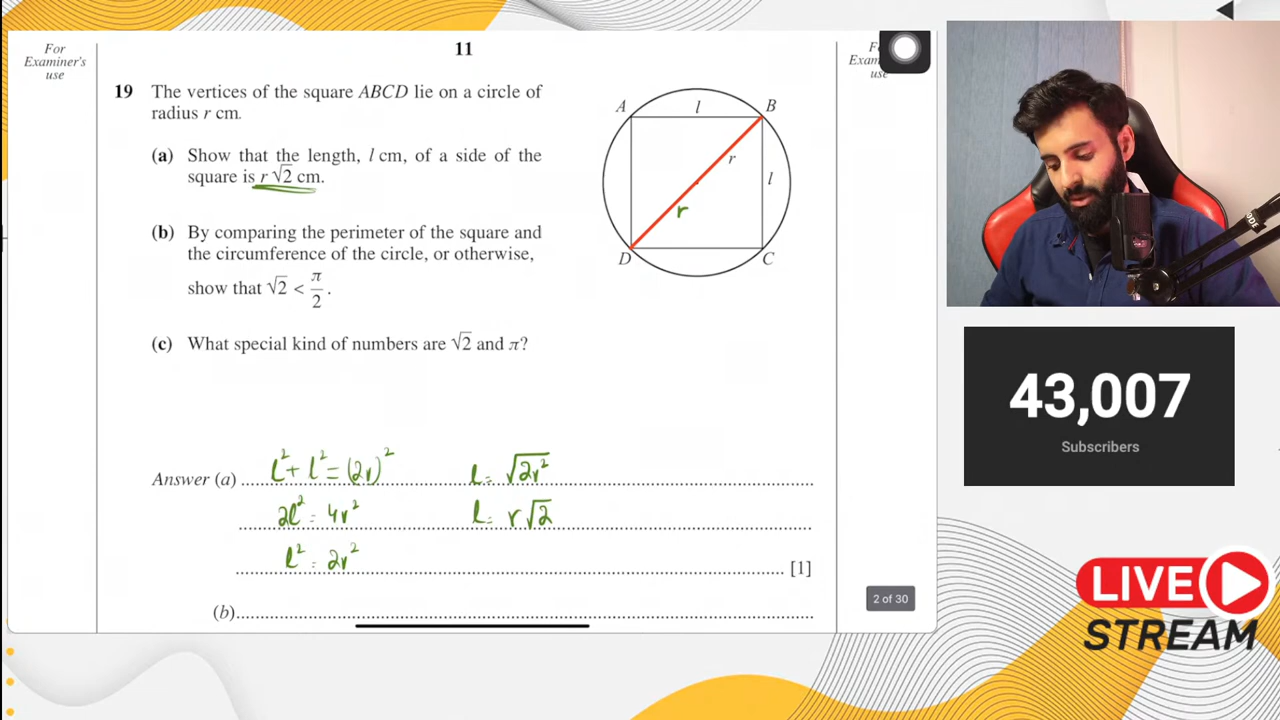 For
Examiner's
use
11
F
Exam
use
19 The vertices of the square ABCD lie on a circle of
radius r cm.
(a) Show that the length, l cm, of a side of the
square is r √2 cm.
(b) By comparing the perimeter of the square and
the circumference of the circle, or otherwise,
show that √2 < π/2 .
(c) What special kind of numbers are √2 and π?
A l B
r
l
r
D C
Answer (a) l² + l² = (2r)² l = √2r²
2l² = 4r² l = r√2
l² = 2r² [1]
(b)
2 of 30
43,007
Subscribers
LIVE
STREAM